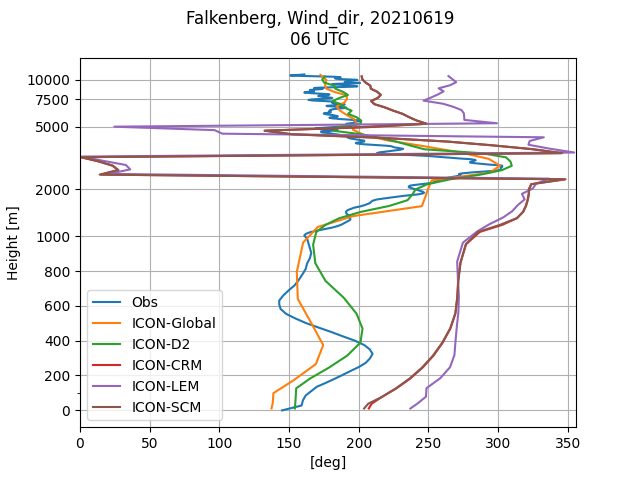 Falkenberg, Wind_dir, 20210619
06 UTC
10000
7500
5000
2000
1000
800
600
400
200
0
Height [m]
Obs
ICON-Global
ICON-D2
ICON-CRM
ICON-LEM
ICON-SCM
0 50 100 150 200 250 300 350
[deg]